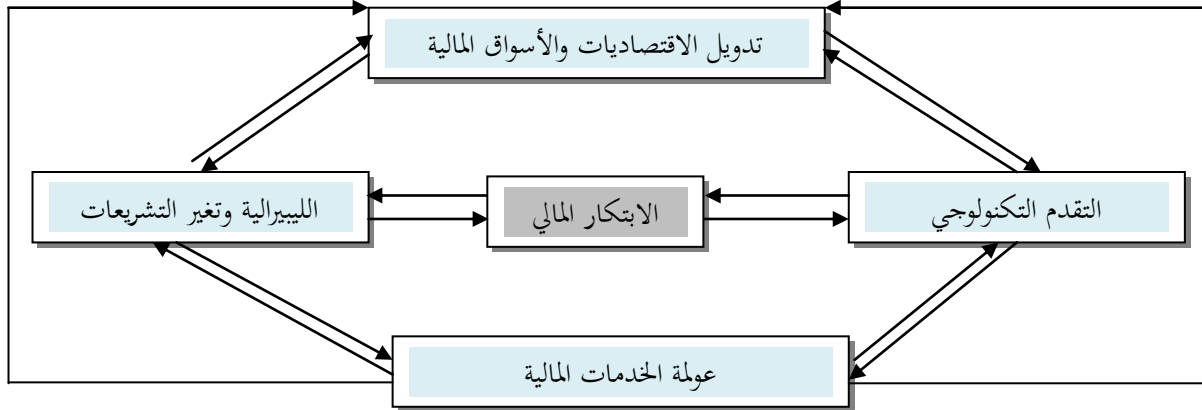 تدويل الاقتصاديات والأسواق المالية
التقدم التكنولوجي
الابتكار المالي
الليبيرالية وتغير التشريعات
عولمة الخدمات المالية